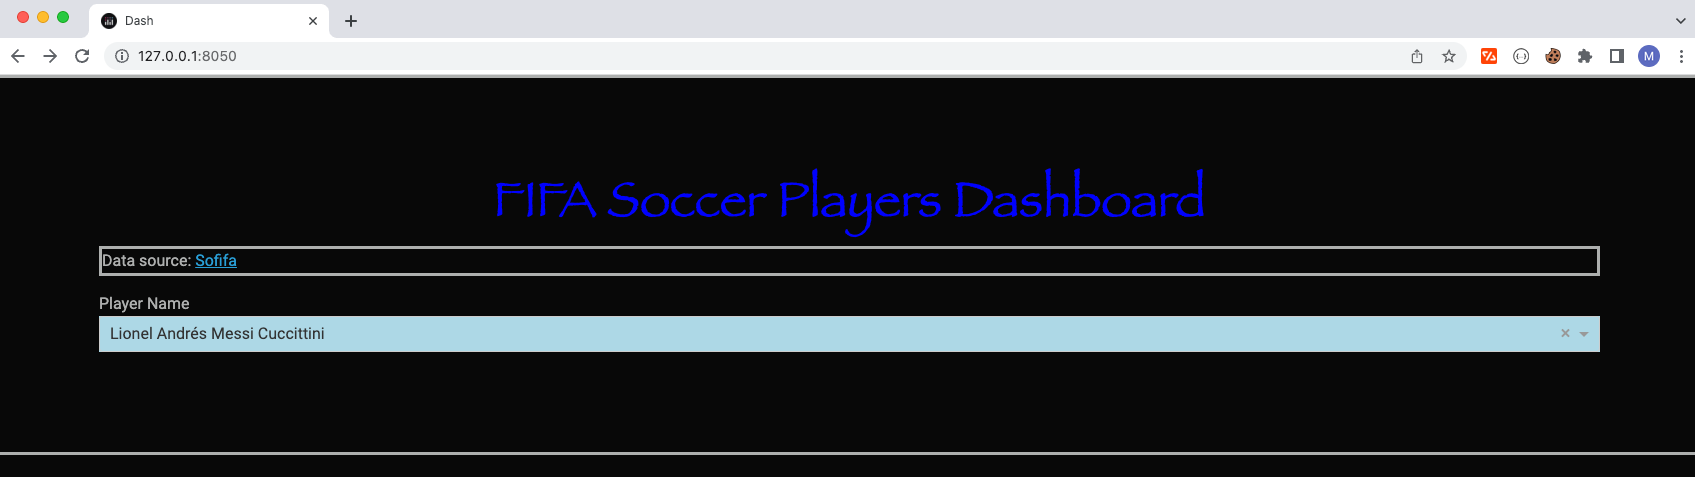 Dash
127.0.0.1:8050
M
FIFA Soccer Players Dashboard
Data source: Sofifa
Player Name
Lionel Andrés Messi Cuccittini